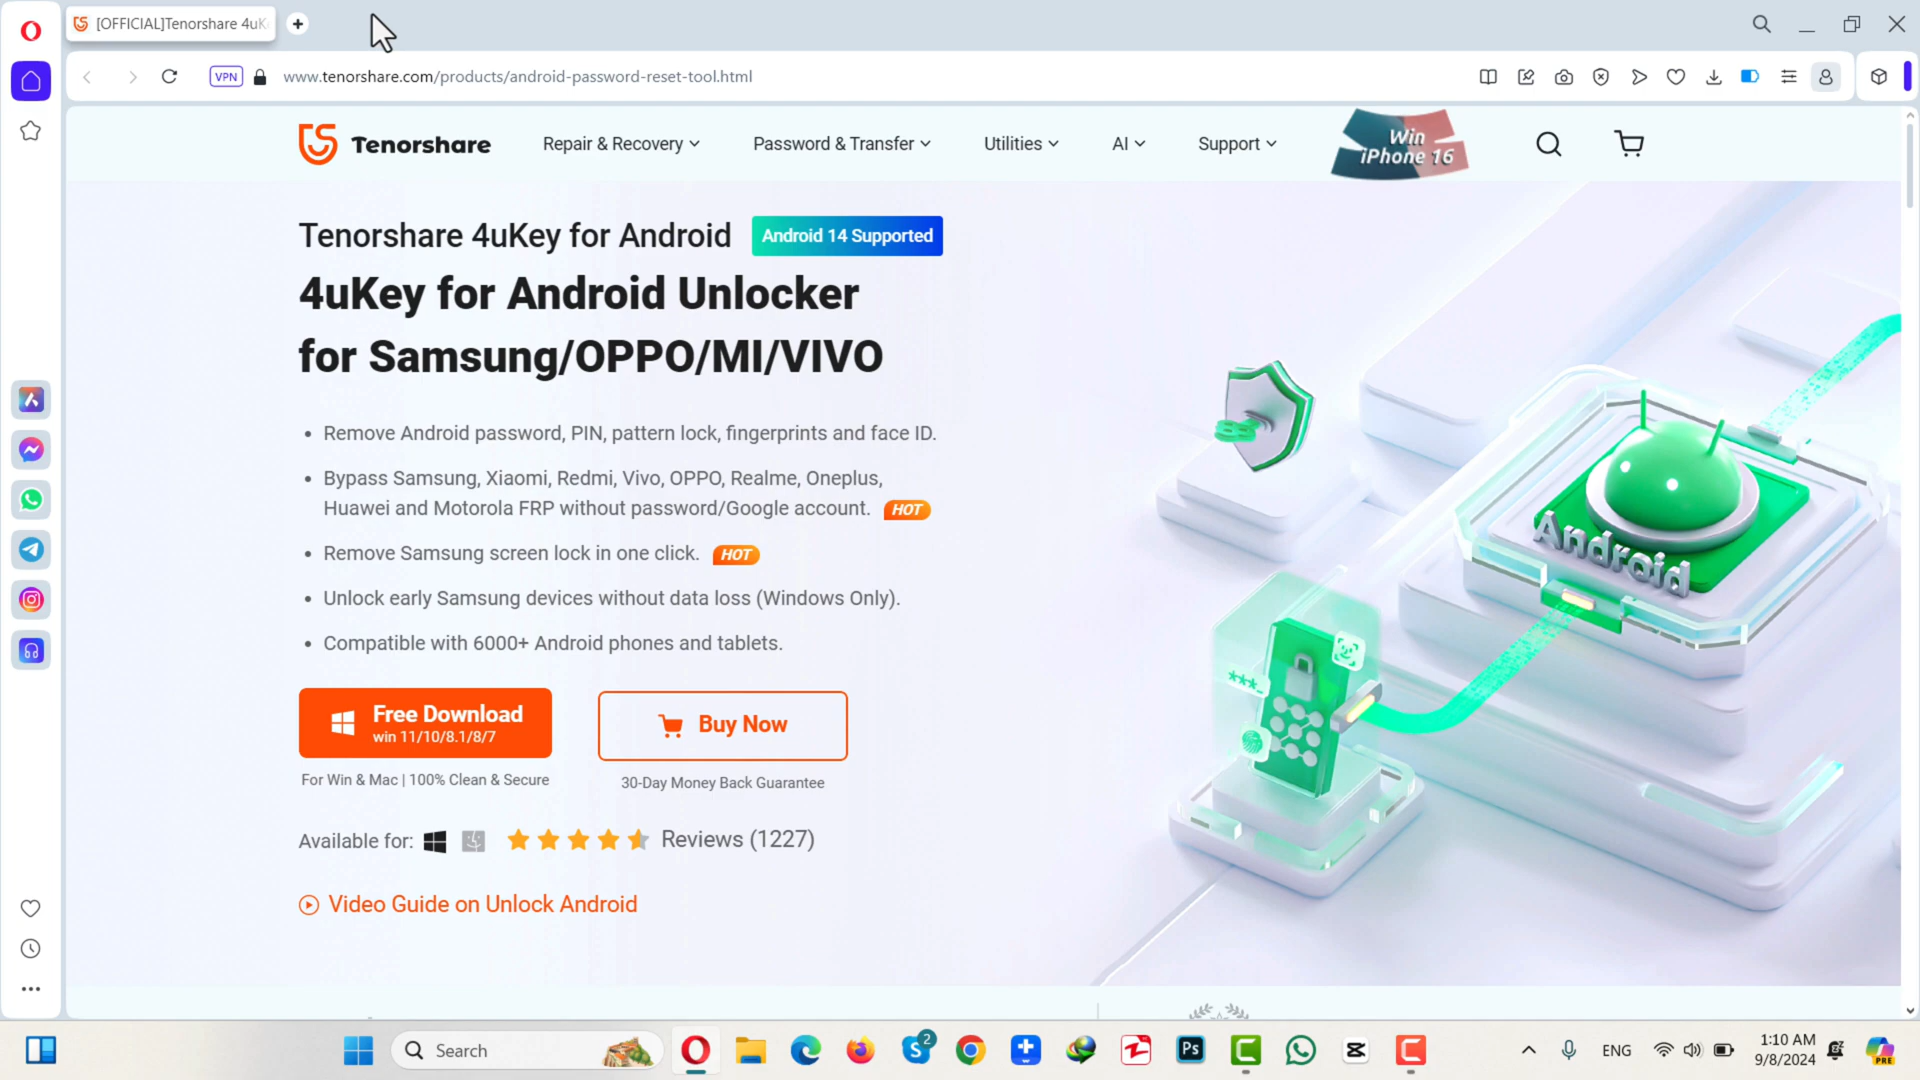 [OFFICIAL]Tenorshare 4uK
VPN
www.tenorshare.com/products/android-password-reset-tool.html
Tenorshare
Repair & Recovery
Password & Transfer
Utilities
AI
Support
Win
iPhone 16
Tenorshare 4uKey for Android
Android 14 Supported
4uKey for Android Unlocker
for Samsung/OPPO/MI/VIVO
Remove Android password, PIN, pattern lock, fingerprints and face ID.
Bypass Samsung, Xiaomi, Redmi, Vivo, OPPO, Realme, Oneplus,
Huawei and Motorola FRP without password/Google account. HOT
Remove Samsung screen lock in one click. HOT
Unlock early Samsung devices without data loss (Windows Only).
Compatible with 6000+ Android phones and tablets.
Android
***
Free Download
win 11/10/8.1/8/7
Buy Now
For Win & Mac | 100% Clean & Secure
30-Day Money Back Guarantee
Available for:
Reviews (1227)
Video Guide on Unlock Android
Search
S
2
Ps
ENG
1:10 AM
9/8/2024
PRE